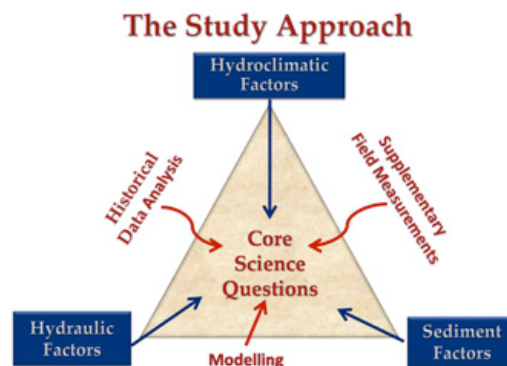 The Study Approach
Hydroclimatic
Factors
Historical
Data Analysis
Supplementary
Field Measurements
Core
Science
Questions
Hydraulic
Factors
Sediment
Factors
Modelling